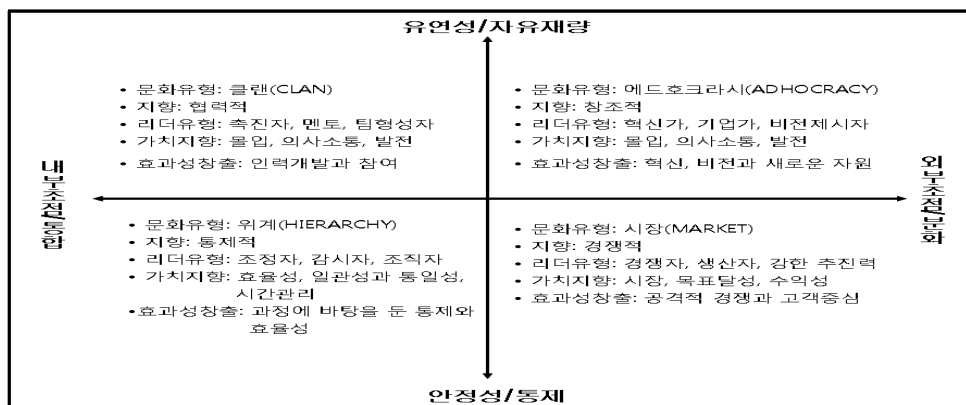 유연성/자유재량
• 문화유형: 클랜(CLAN)
• 지향: 협력적
• 리더유형: 촉진자, 멘토, 팀형성자
• 가치지향: 몰입, 의사소통, 발전
• 효과성창출: 인력개발과 참여
• 문화유형: 에드호크라시(ADHOCRACY)
• 지향: 창조적
• 리더유형: 혁신가, 기업가, 비전제시자
• 가치지향: 몰입, 의사소통, 발전
• 효과성창출: 혁신, 비전과 새로운 자원
내부초점/통합
외부초점/분화
• 문화유형: 위계(HIERARCHY)
• 지향: 통제적
• 리더유형: 조정자, 감시자, 조직자
• 가치지향: 효율성, 일관성과 통일성,
시간관리
•효과성창출: 과정에 바탕을 둔 통제와
효율성
• 문화유형: 시장(MARKET)
• 지향: 경쟁적
• 리더유형: 경쟁자, 생산자, 강한 추진력
• 가치지향: 시장, 목표달성, 수익성
• 효과성창출: 공격적 경쟁과 고객중심
안정성/통제